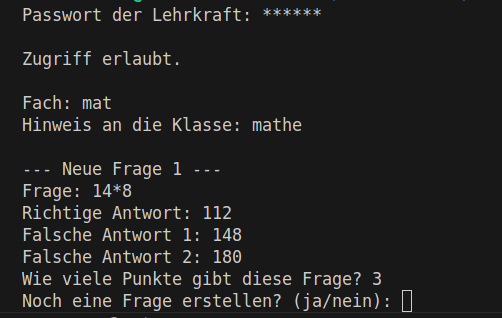 Passwort der Lehrkraft: ******
Zugriff erlaubt.
Fach: mat
Hinweis an die Klasse: mathe
--- Neue Frage 1 ---
Frage: 14*8
Richtige Antwort: 112
Falsche Antwort 1: 148
Falsche Antwort 2: 180
Wie viele Punkte gibt diese Frage? 3
Noch eine Frage erstellen? (ja/nein):